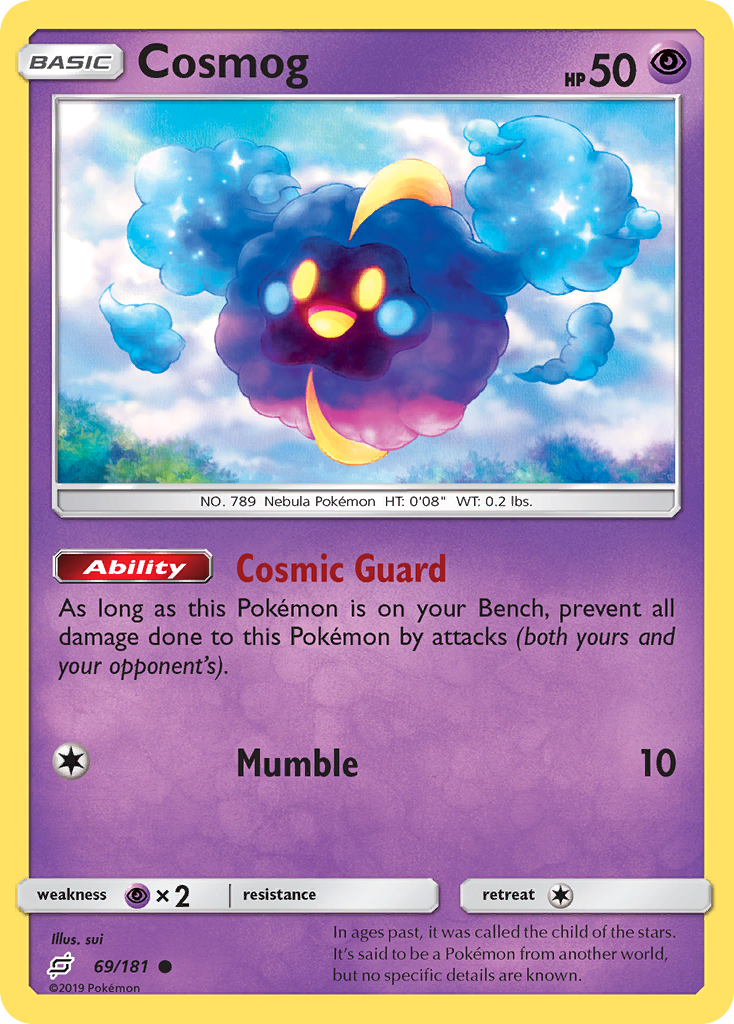 BASIC Cosmog HP 50
NO. 789 Nebula Pokémon HT: 0'08" WT: 0.2 lbs.
Ability Cosmic Guard
As long as this Pokémon is on your Bench, prevent all
damage done to this Pokémon by attacks (both yours and
your opponent's).
Mumble 10
weakness ×2 resistance retreat
Illus. sui
69/181
©2019 Pokémon
In ages past, it was called the child of the stars.
It's said to be a Pokémon from another world,
but no specific details are known.